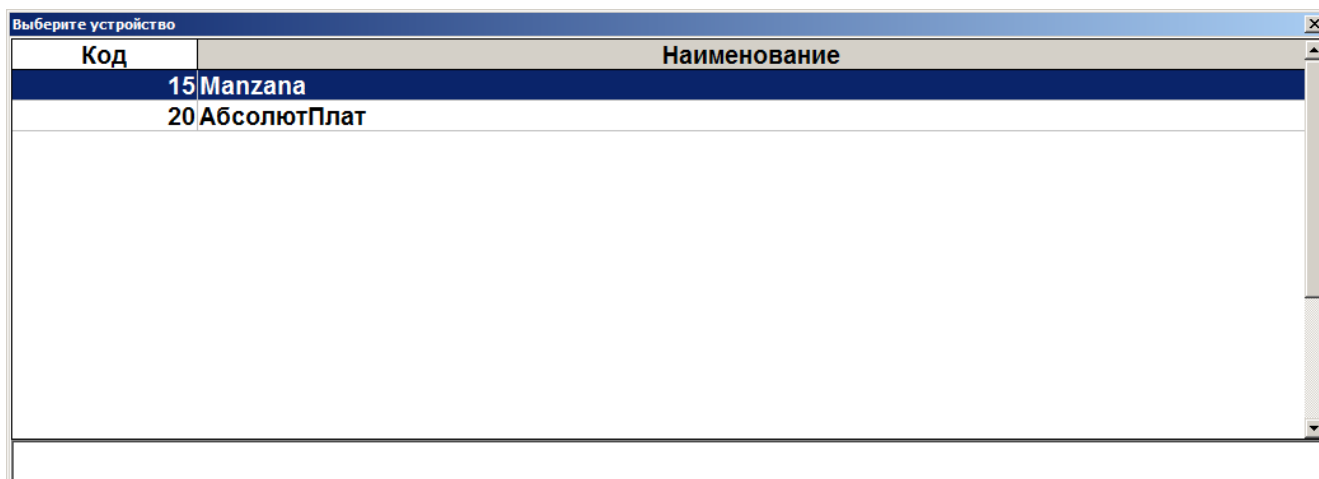 Выберите устройство
Код Наименование
15 Manzana
20 АбсолютПлат